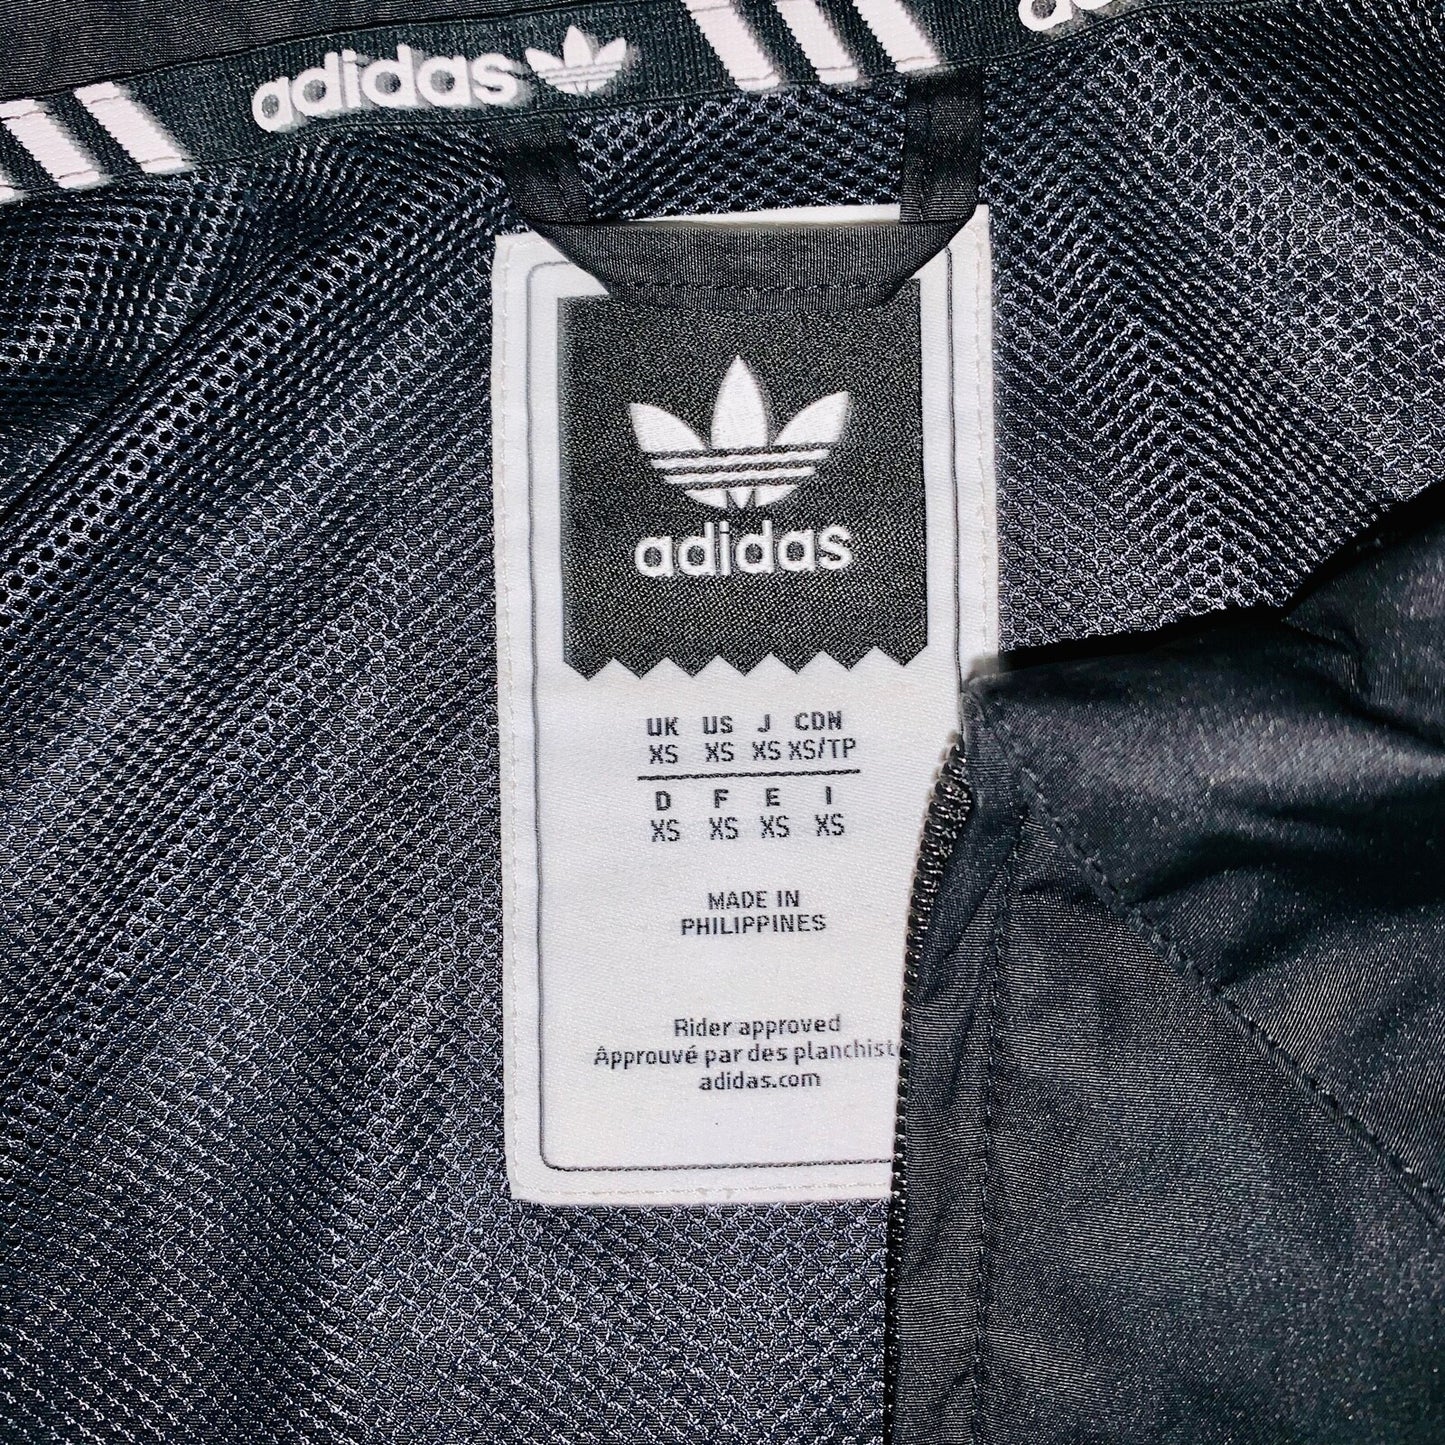 adidas
adidas
UK US J CDN
XS XS XS XS/TP
D F E I
XS XS XS XS
MADE IN
PHILIPPINES
Rider approved
Approuvé par des
adidas.com